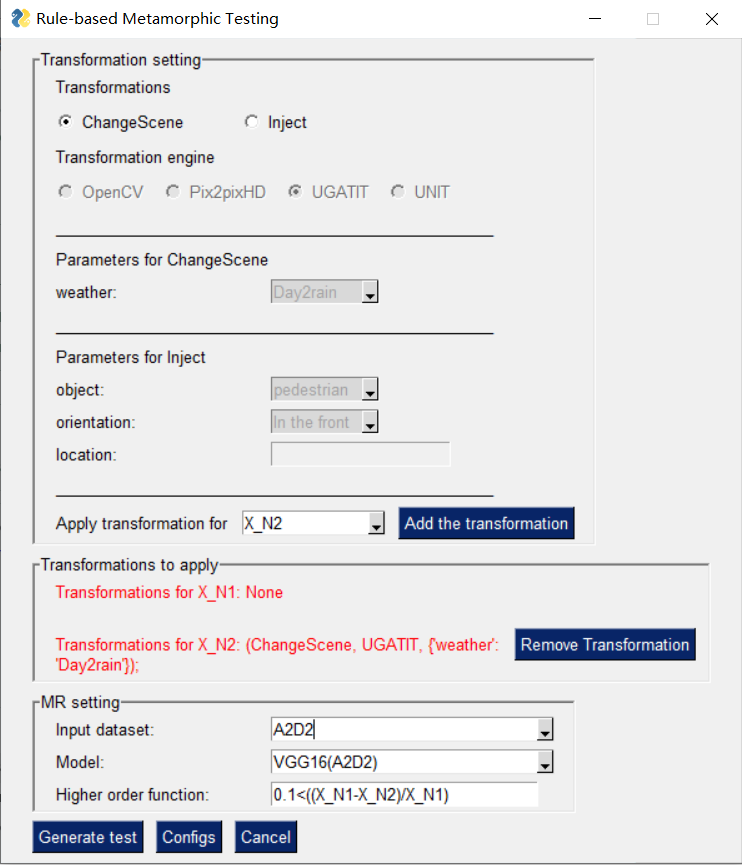 Rule-based Metamorphic Testing
Transformation setting
Transformations
ChangeScene Inject
Transformation engine
OpenCV Pix2pixHD UGATIT UNIT
Parameters for ChangeScene
weather: Day2rain
Parameters for Inject
object: pedestrian
orientation: In the front
location:
Apply transformation for X_N2 Add the transformation
Transformations to apply
Transformations for X_N1: None
Transformations for X_N2: (ChangeScene, UGATIT, {'weather':
'Day2rain'});
Remove Transformation
MR setting
Input dataset: A2D2
Model: VGG16(A2D2)
Higher order function: 0.1<((X_N1-X_N2)/X_N1)
Generate test Configs Cancel